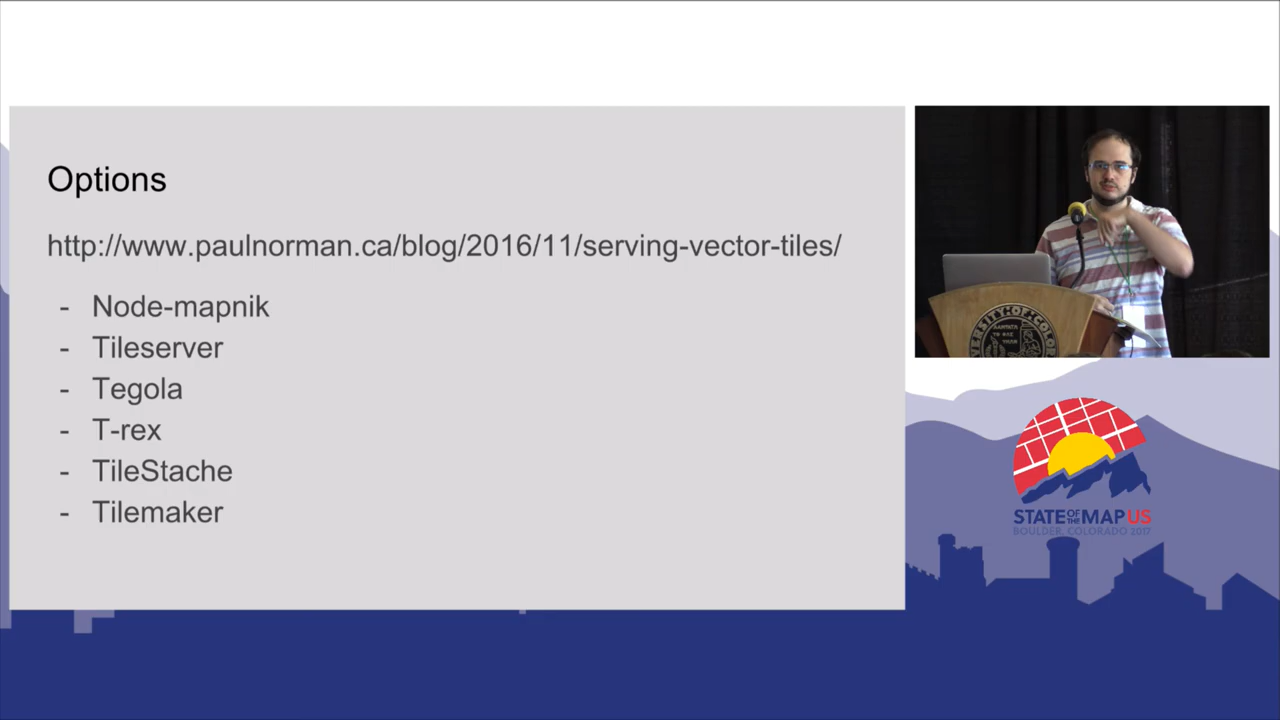 Options
http://www.paulnorman.ca/blog/2016/11/serving-vector-tiles/
- Node-mapnik
- Tileserver
- Tegola
- T-rex
- TileStache
- Tilemaker
STATE OF THE MAP US
BOULDER, COLORADO 2017